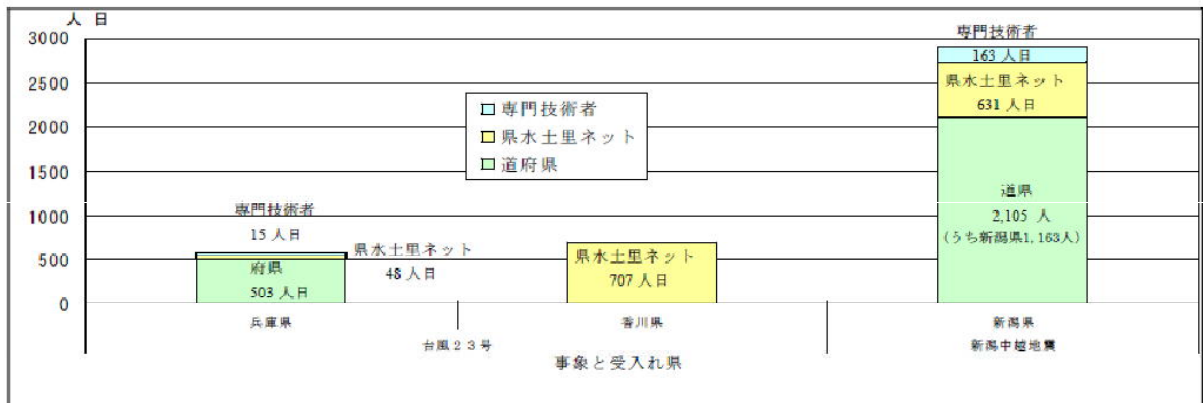 人 日
3000
2500
2000
1500
1000
500
0
専門技術者
県水土里ネット
道府県
専門技術者
15 人日
県水土里ネット
48 人日
府県
503 人日
県水土里ネット
707 人日
専門技術者
163 人日
県水土里ネット
631 人日
道県
2,105 人
(うち新潟県1,163人)
兵庫県
香川県
新潟県
台風23号
新潟中越地震
事象と受入れ県